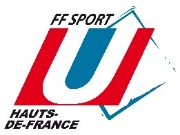 FF SPORT
U
HAUTS-
DE-FRANCE